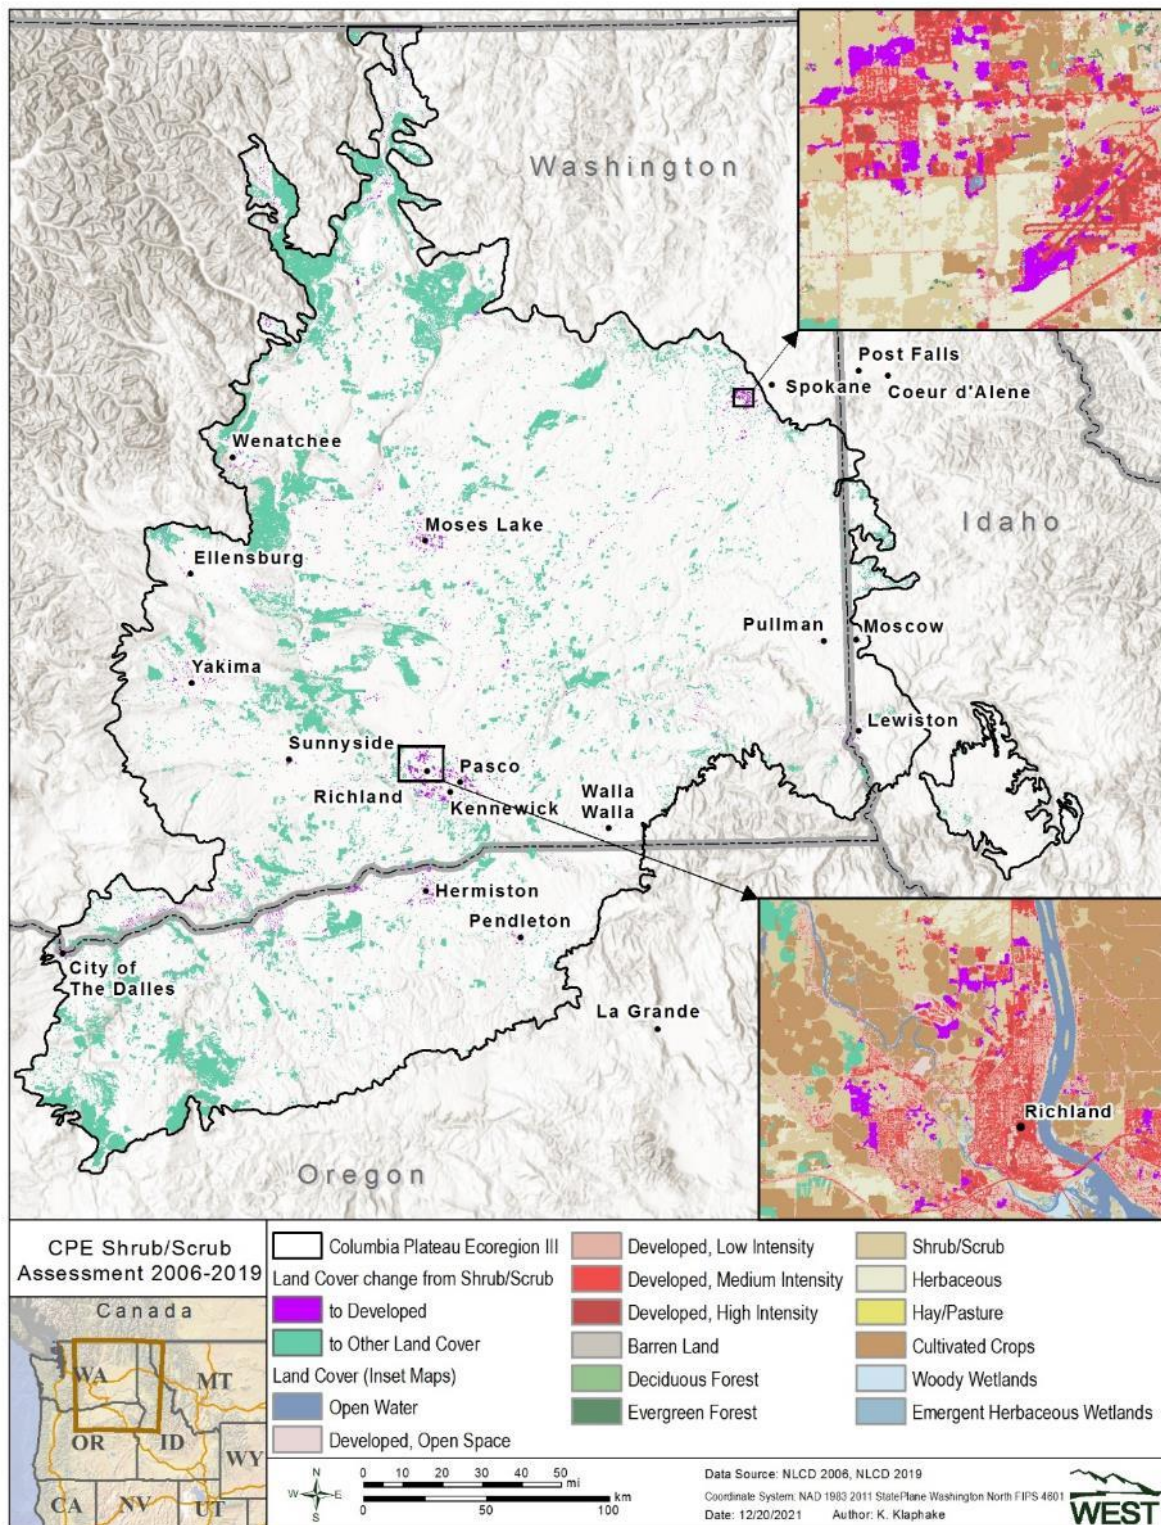 Washington
Post Falls
Spokane
Coeur d'Alene
Wenatchee
Idaho
Moses Lake
Ellensburg
Pullman
Moscow
Yakima
Lewiston
Sunnyside
Pasco
Richland
Kennewick
Walla
Walla
Hermiston
Pendleton
City of
The Dalles
La Grande
Richland
Oregon
CPE Shrub/Scrub
Assessment 2006-2019
Canada
WA
MT
OR
ID
WY
CA
NV
UT
Columbia Plateau Ecoregion III
Land Cover change from Shrub/Scrub
to Developed
to Other Land Cover
Land Cover (Inset Maps)
Open Water
Developed, Open Space
Developed, Low Intensity
Developed, Medium Intensity
Developed, High Intensity
Barren Land
Deciduous Forest
Evergreen Forest
Shrub/Scrub
Herbaceous
Hay/Pasture
Cultivated Crops
Woody Wetlands
Emergent Herbaceous Wetlands
N
W E
S
0 10 20 30 40 50
mi
km
0 50 100
Data Source: NLCD 2006, NLCD 2019
Coordinate System: NAD 1983 2011 StatePlane Washington North FIPS 4601
Date: 12/20/2021 Author: K. Klaphake
WEST